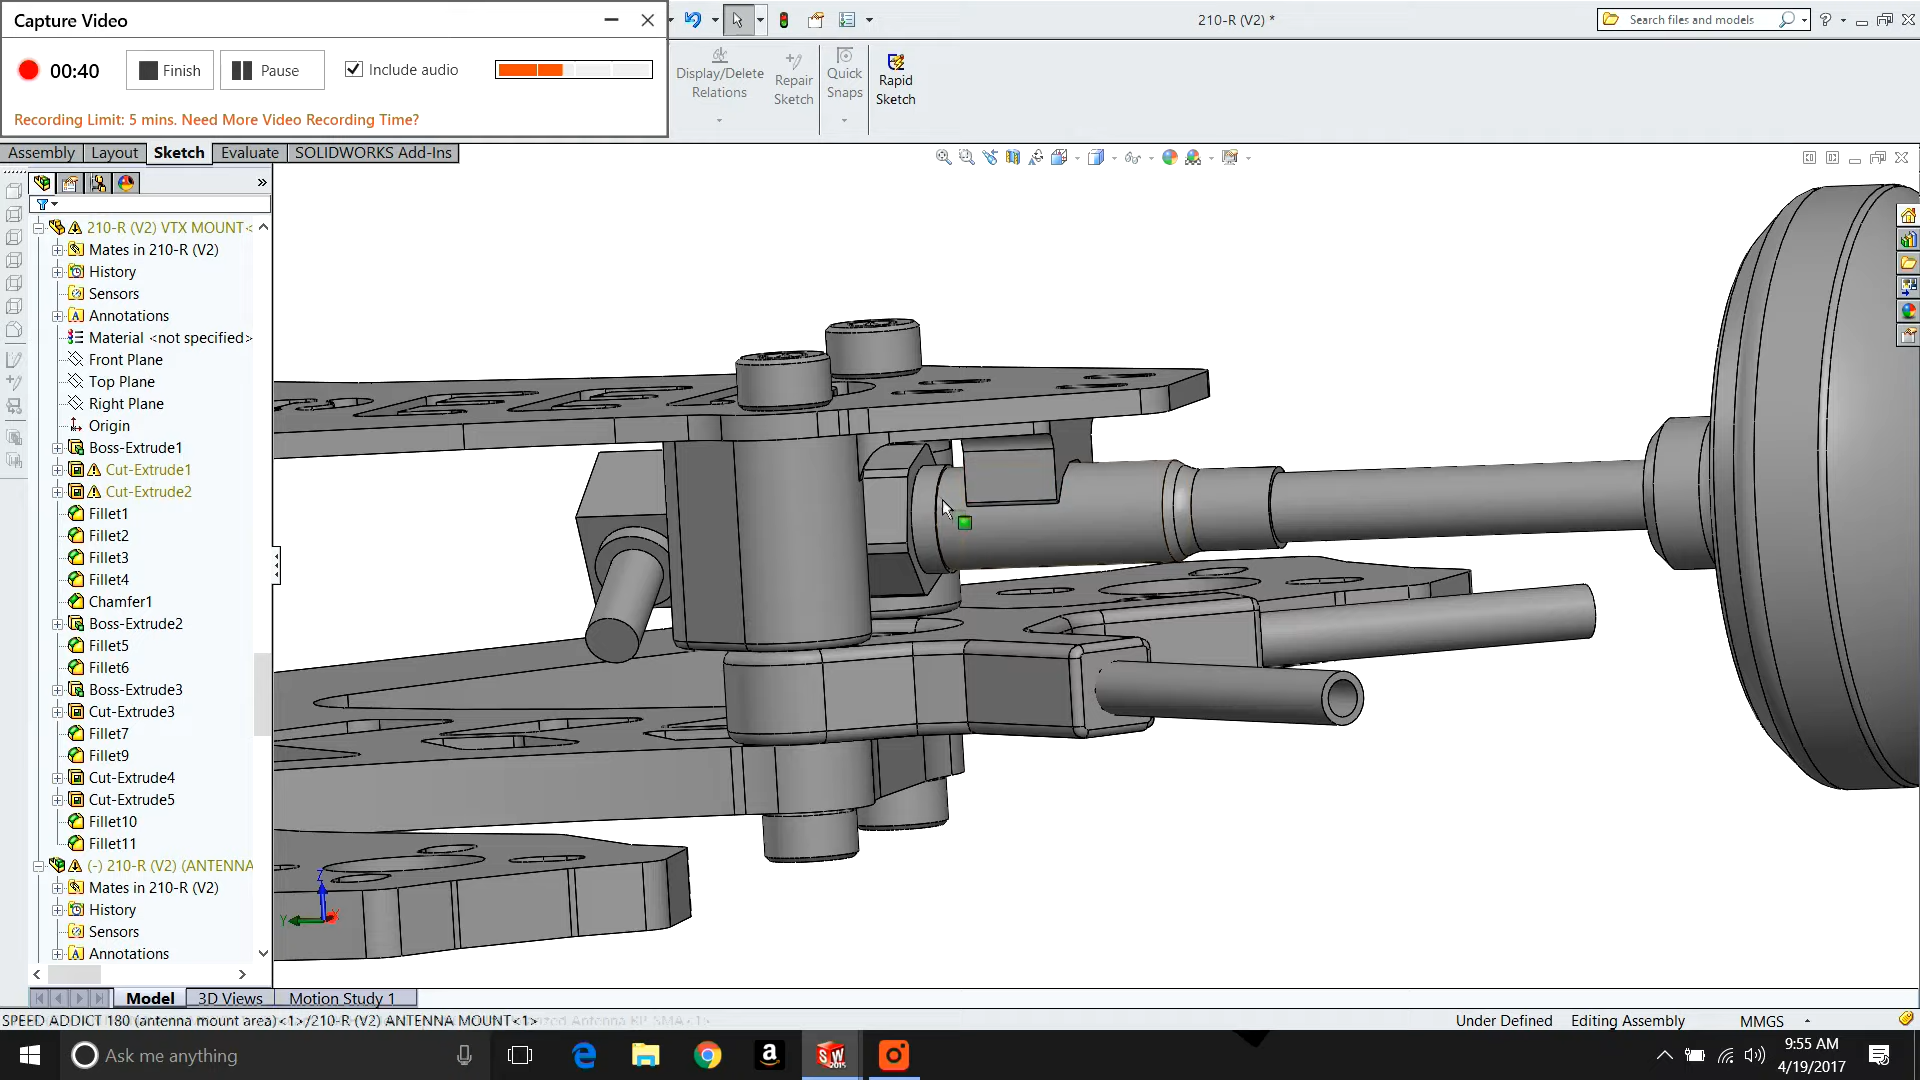 Capture Video
00:40
Finish
Pause
Include audio
Recording Limit: 5 mins. Need More Video Recording Time?
210-R (V2) *
Search files and models
Display/Delete Relations
Repair Sketch
Quick Snaps
Rapid Sketch
Assembly
Layout
Sketch
Evaluate
SOLIDWORKS Add-Ins
210-R (V2) VTX MOUNT<
Mates in 210-R (V2)
History
Sensors
Annotations
Material <not specified>
Front Plane
Top Plane
Right Plane
Origin
Boss-Extrude1
Cut-Extrude1
Cut-Extrude2
Fillet1
Fillet2
Fillet3
Fillet4
Chamfer1
Boss-Extrude2
Fillet5
Fillet6
Boss-Extrude3
Cut-Extrude3
Fillet7
Fillet9
Cut-Extrude4
Cut-Extrude5
Fillet10
Fillet11
(-) 210-R (V2) (ANTENNA
Mates in 210-R (V2)
History
Sensors
Annotations
Z
Y
X
Model
3D Views
Motion Study 1
SPEED ADDICT 180 (antenna mount area)<1>/210-R (V2) ANTENNA MOUNT<1>
Under Defined
Editing Assembly
MMGS
Ask me anything
SW
2015
9:55 AM
4/19/2017